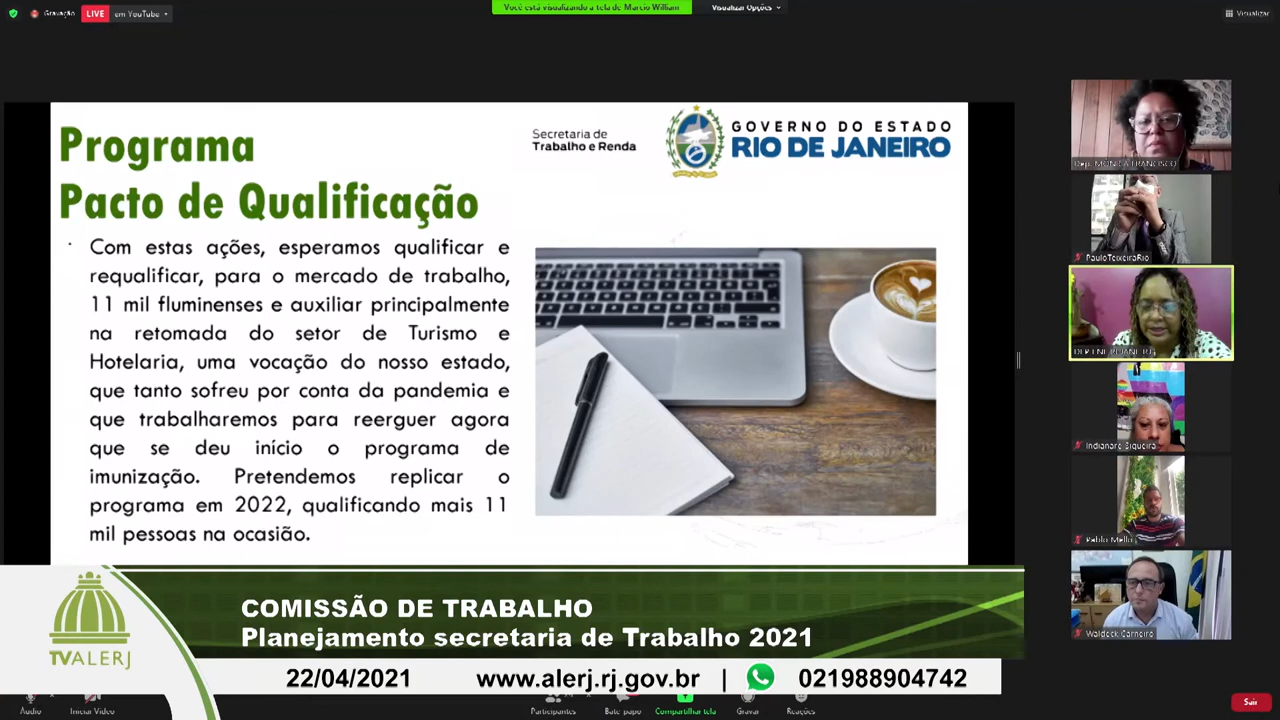 Gravação
LIVE
em YouTube
Você está visualizando a tela de Marcio William
Visualizar Opções
Visualizar
Programa
Pacto de Qualificação
Secretaria de
Trabalho e Renda
GOVERNO DO ESTADO
RIO DE JANEIRO
Com estas ações, esperamos qualificar e
requalificar, para o mercado de trabalho,
11 mil fluminenses e auxiliar principalmente
na retomada do setor de Turismo e
Hotelaria, uma vocação do nosso estado,
que tanto sofreu por conta da pandemia e
que trabalharemos para reerguer agora
que se deu início o programa de
imunização. Pretendemos replicar o
programa em 2022, qualificando mais 11
mil pessoas na ocasião.
Dep. MONICA FRANCISCO
PauloTeixeiraRio
Indianare Siqueira
Pablo Mello
Waldeck Carneiro
TVALERJ
COMISSÃO DE TRABALHO
Planejamento secretaria de Trabalho 2021
22/04/2021 www.alerj.rj.gov.br | 021988904742
Áudio
Iniciar Vídeo
Participantes
Bate-papo
Compartilhar tela
Gravar
Reações
Sair